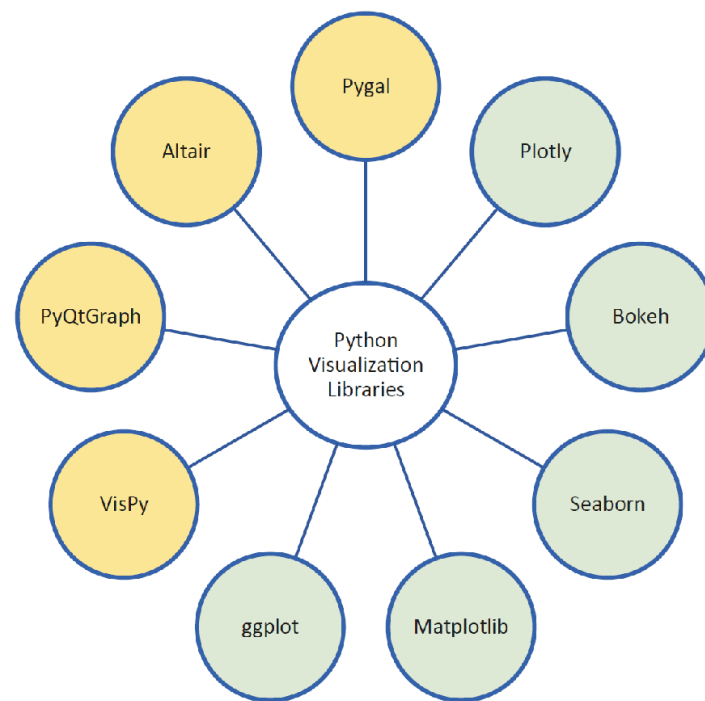 Pygal
Altair
Plotly
PyQtGraph
Bokeh
Python
Visualization
Libraries
VisPy
Seaborn
ggplot
Matplotlib